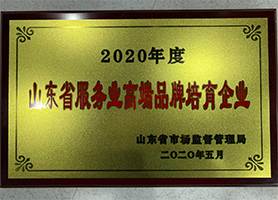 2020年度
山东省服务业高端品牌培育企业
山东省市场监督管理局
二〇二〇年五月